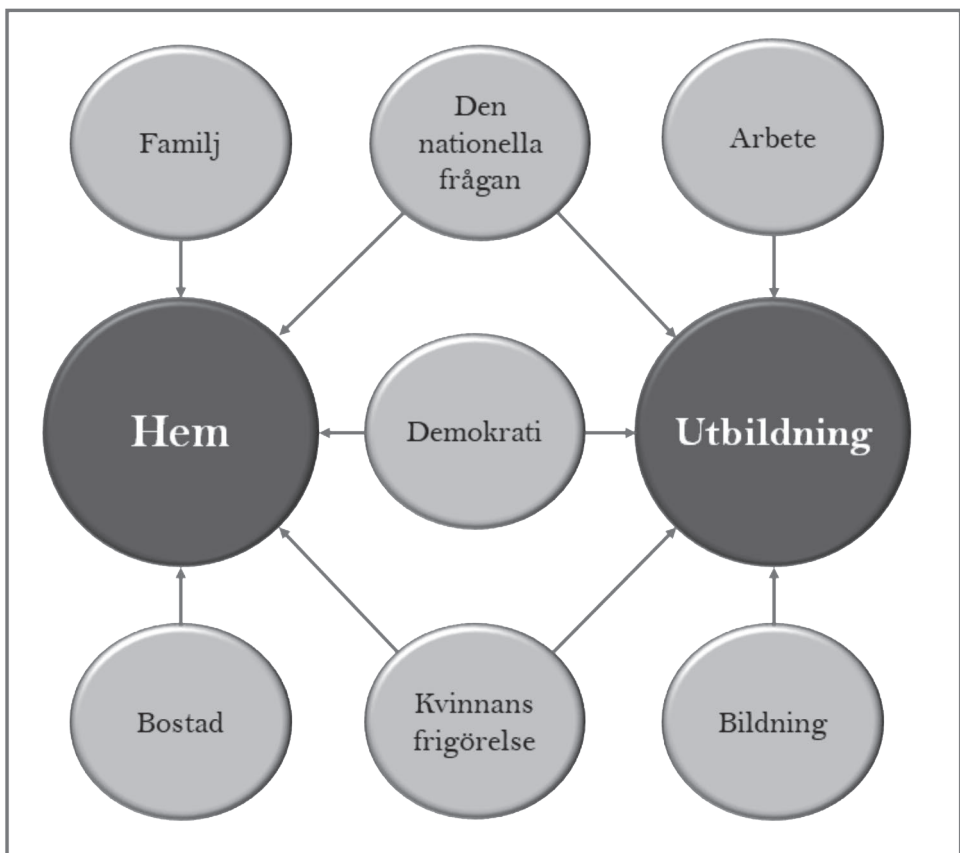 Familj
Den
nationella
frågan
Arbete
Hem
Demokrati
Utbildning
Bostad
Kvinnans
frigörelse
Bildning